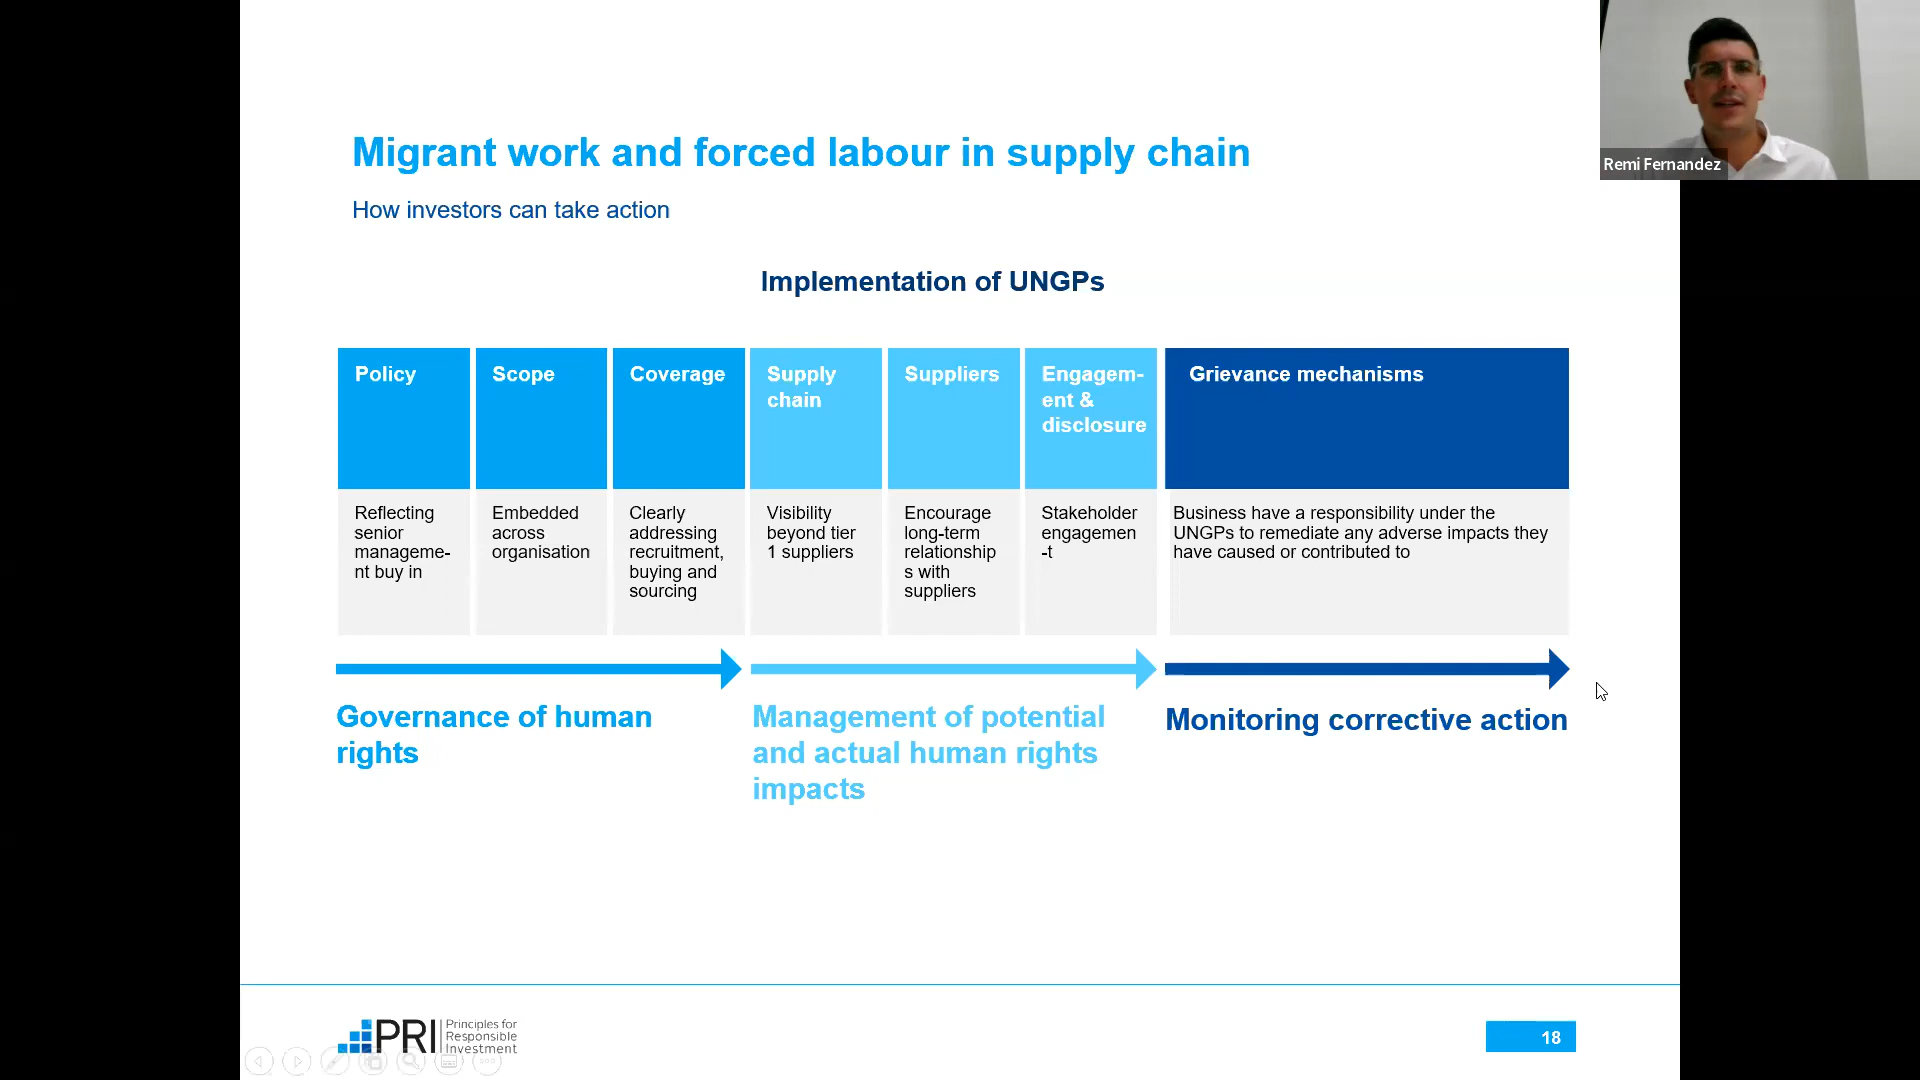 Migrant work and forced labour in supply chain
How investors can take action
Implementation of UNGPs
Policy
Scope
Coverage
Supply
chain
Suppliers
Engagem-
ent &
disclosure
Grievance mechanisms
Reflecting
senior
manageme-
nt buy in
Embedded
across
organisation
Clearly
addressing
recruitment,
buying and
sourcing
Visibility
beyond tier
1 suppliers
Encourage
long-term
relationship
s with
suppliers
Stakeholder
engagemen
-t
Business have a responsibility under the
UNGPs to remediate any adverse impacts they
have caused or contributed to
Governance of human
rights
Management of potential
and actual human rights
impacts
Monitoring corrective action
PRI
Principles for
Responsible
Investment
18
Remi Fernandez